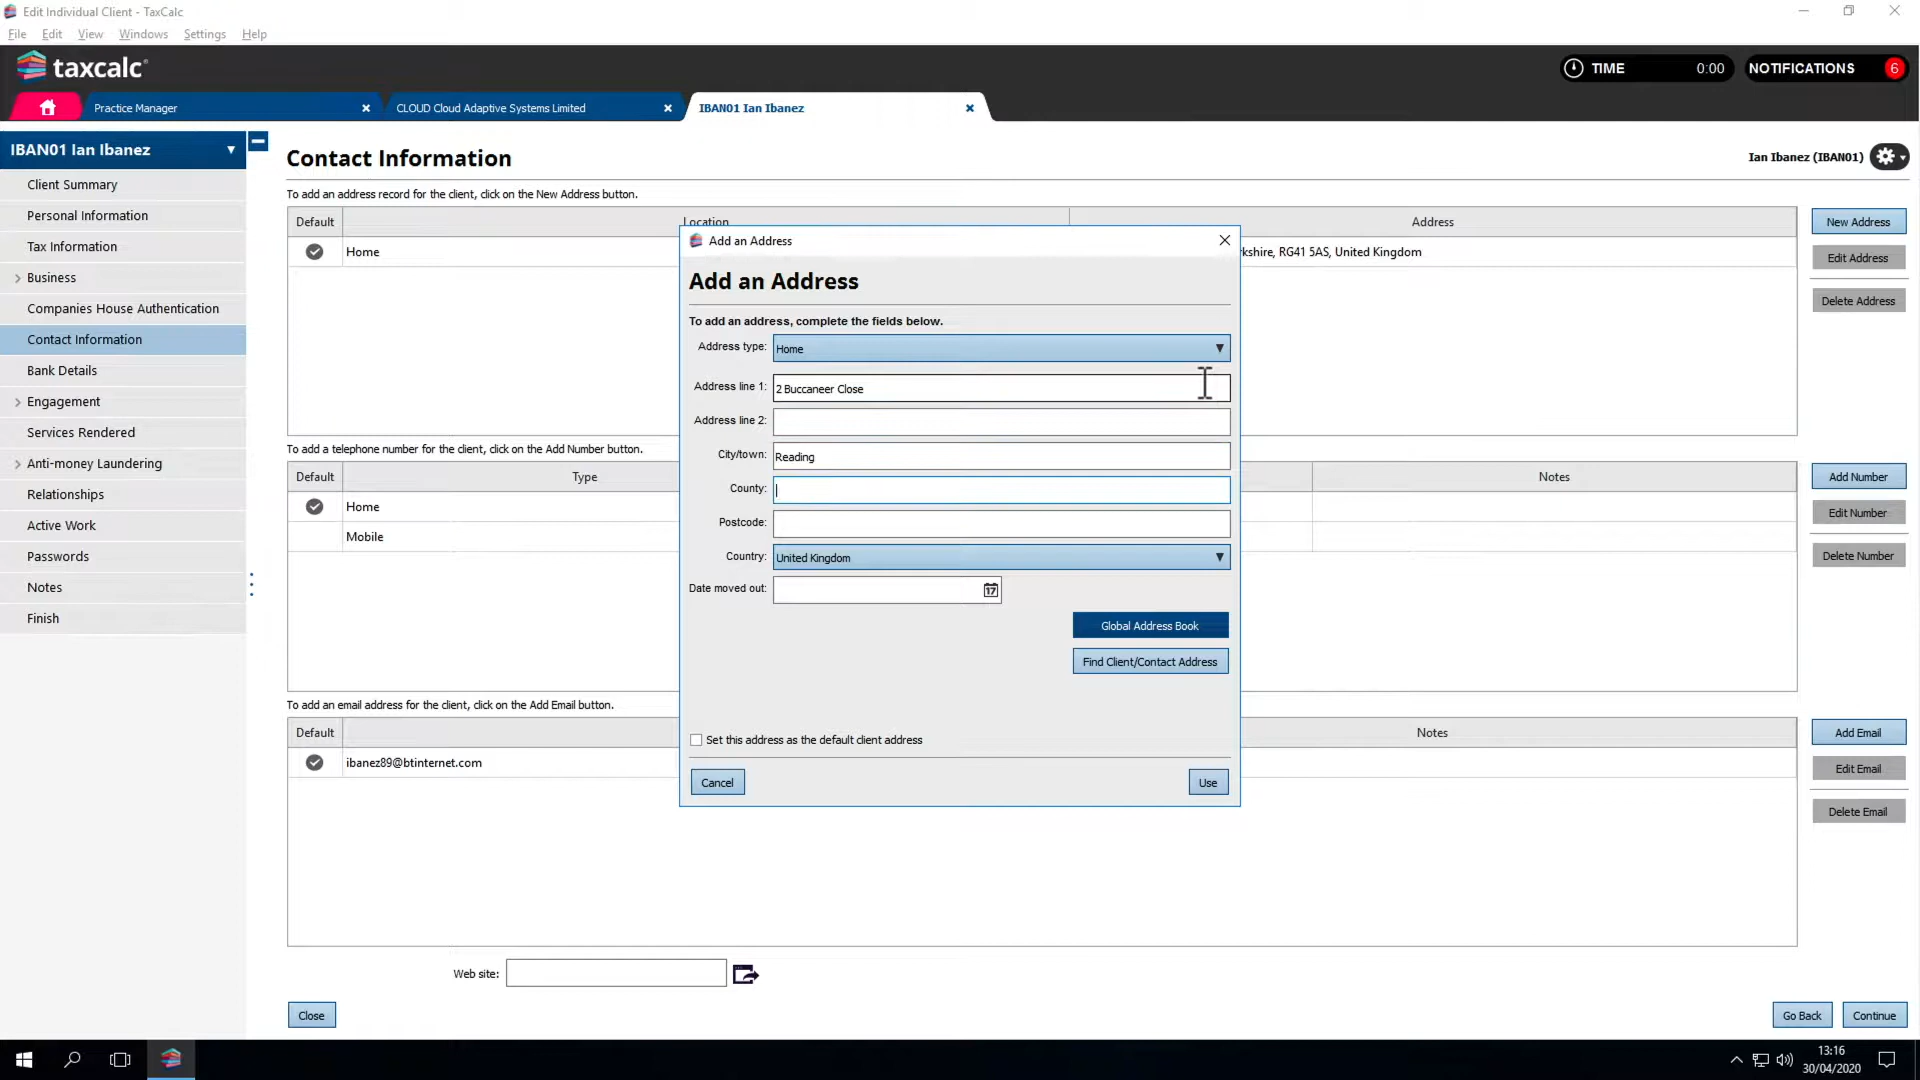 Edit Individual Client - TaxCalc
File Edit View Windows Settings Help
taxcalc
TIME 0:00 NOTIFICATIONS 6
Practice Manager
CLOUD Cloud Adaptive Systems Limited
IBAN01 Ian Ibanez
IBAN01 Ian Ibanez
Client Summary
Personal Information
Tax Information
Business
Companies House Authentication
Contact Information
Bank Details
Engagement
Services Rendered
Anti-money Laundering
Relationships
Active Work
Passwords
Notes
Finish
Contact Information
Ian Ibanez (IBAN01)
To add an address record for the client, click on the New Address button.
Default Location Address
Home rkshire, RG41 5AS, United Kingdom
New Address
Edit Address
Delete Address
To add a telephone number for the client, click on the Add Number button.
Default Type Notes
Home
Mobile
Add Number
Edit Number
Delete Number
To add an email address for the client, click on the Add Email button.
Default Notes
ibanez89@btinternet.com
Add Email
Edit Email
Delete Email
Web site:
Close
Go Back
Continue
Add an Address
Add an Address
To add an address, complete the fields below.
Address type: Home
Address line 1: 2 Buccaneer Close
Address line 2:
City/town: Reading
County:
Postcode:
Country: United Kingdom
Date moved out: 17
Global Address Book
Find Client/Contact Address
Set this address as the default client address
Cancel
Use
13:16
30/04/2020